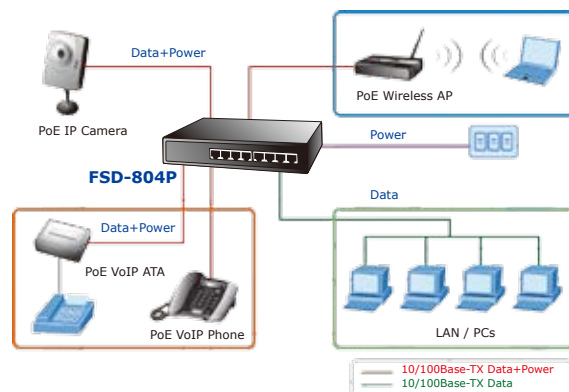 Data+Power
PoE IP Camera
PoE Wireless AP
Power
FSD-804P
Data
Data+Power
PoE VoIP ATA
PoE VoIP Phone
LAN / PCs
10/100Base-TX Data+Power
10/100Base-TX Data